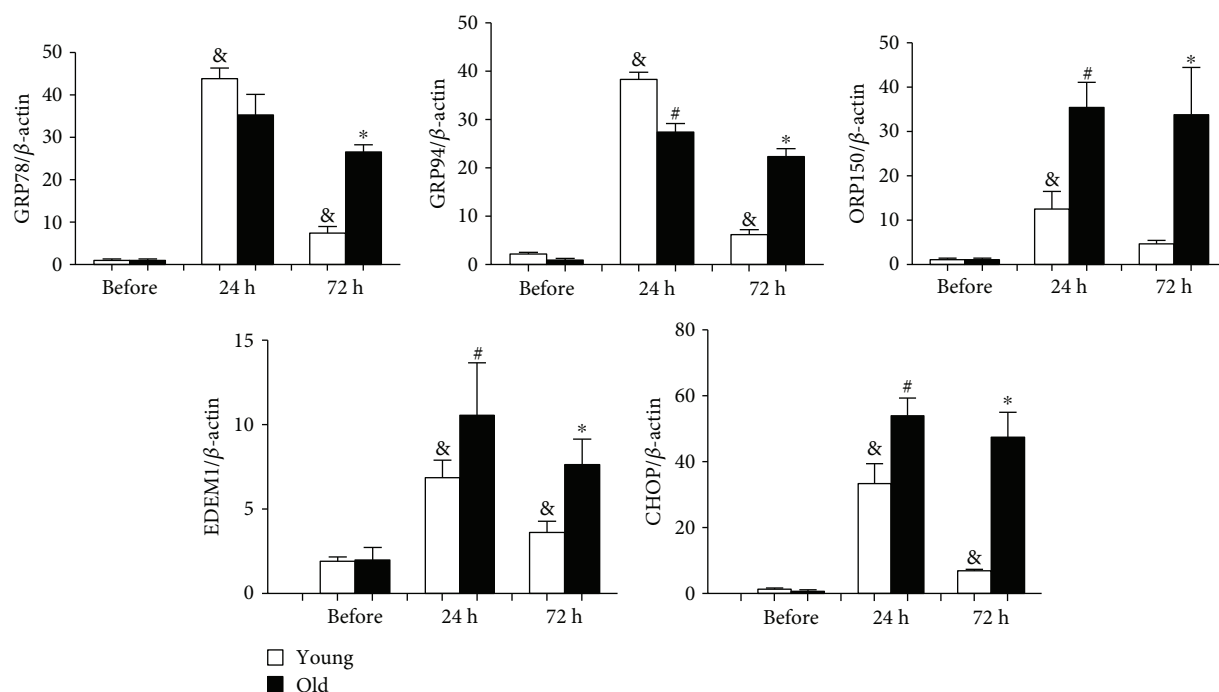 GRP78/β-actin
50
40
30
20
10
0
&
&
*
Before
24 h
72 h
GRP94/β-actin
50
40
30
20
10
0
&
#
&
*
Before
24 h
72 h
ORP150/β-actin
50
40
30
20
10
0
&
#
*
Before
24 h
72 h
EDEM1/β-actin
15
10
5
0
&
#
&
*
Before
24 h
72 h
CHOP/β-actin
80
60
40
20
0
&
#
&
*
Before
24 h
72 h
Young
Old